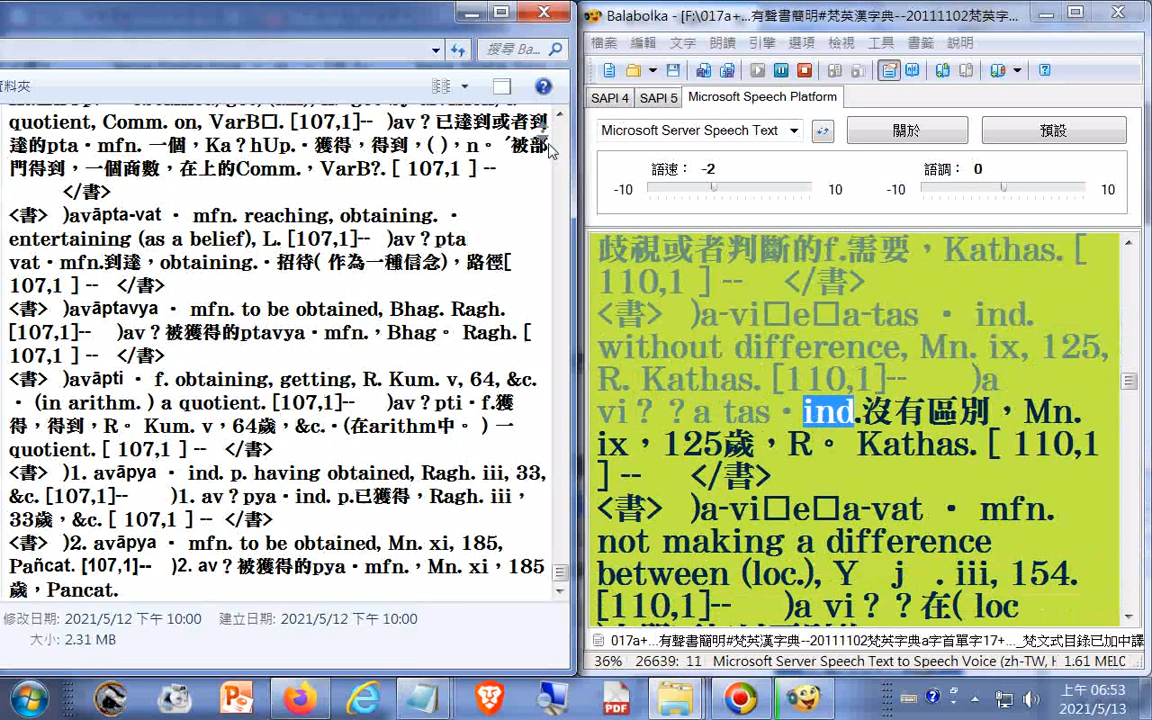 搜尋 Ba...
資料夾
quotient, Comm. on, VarB□. [107,1]-- )av？已達到或者到
達的pta・mfn. 一個，Ka？hUp.・獲得，得到，( )，n。ˊ被部
門得到，一個商數，在上的Comm.，VarB?. [ 107,1 ] --
</書>
<書> )avāpta-vat ・ mfn. reaching, obtaining. ・
entertaining (as a belief), L. [107,1]-- )av？pta
vat・mfn.到達，obtaining.・招待( 作為一種信念)，路徑[
107,1 ] -- </書>
<書> )avāptavya ・ mfn. to be obtained, Bhag. Ragh.
[107,1]-- )av？被獲得的ptavya・mfn.，Bhag。 Ragh. [
107,1 ] -- </書>
<書> )avāpti ・ f. obtaining, getting, R. Kum. v, 64, &c.
・ (in arithm. ) a quotient. [107,1]-- )av？pti・f.獲
得，得到，R。 Kum. v，64歲，&c.・(在arithm中。 ) 一
quotient. [ 107,1 ] -- </書>
<書> )1. avāpya ・ ind. p. having obtained, Ragh. iii, 33,
&c. [107,1]-- )1. av？pya・ind. p.已獲得，Ragh. iii，
33歲，&c. [ 107,1 ] -- </書>
<書> )2. avāpya ・ mfn. to be obtained, Mn. xi, 185,
Pañcat. [107,1]-- )2. av？被獲得的pya・mfn.，Mn. xi，185
歲，Pancat.
修改日期: 2021/5/12 下午 10:00 建立日期: 2021/5/12 下午 10:00
大小: 2.31 MB
Balabolka - [F:\017a+...有聲書簡明#梵英漢字典--20111102梵英字...
檔案 編輯 文字 朗讀 引擎 選項 檢視 工具 書籤 說明
SAPI 4 SAPI 5 Microsoft Speech Platform
Microsoft Server Speech Text 關於 預設
語速： -2 語調： 0
-10 10 -10 10
歧視或者判斷的f.需要，Kathas. [
110,1 ] -- </書>
<書> )a-vi□e□a-tas ・ ind.
without difference, Mn. ix, 125,
R. Kathas. [110,1]-- )a
vi？？a tas・ind.沒有區別，Mn.
ix，125歲，R。 Kathas. [ 110,1
] -- </書>
<書> )a-vi□e□a-vat ・ mfn.
not making a difference
between (loc.), Y j . iii, 154.
[110,1]-- )a vi？？在( loc
017a+...有聲書簡明#梵英漢字典--20111102梵英字典a字首單字17+..._梵文式目錄已加中譯
36% 26639: 11 Microsoft Server Speech Text to Speech Voice (zh-TW, H 1.61 MELC
上午 06:53
2021/5/13